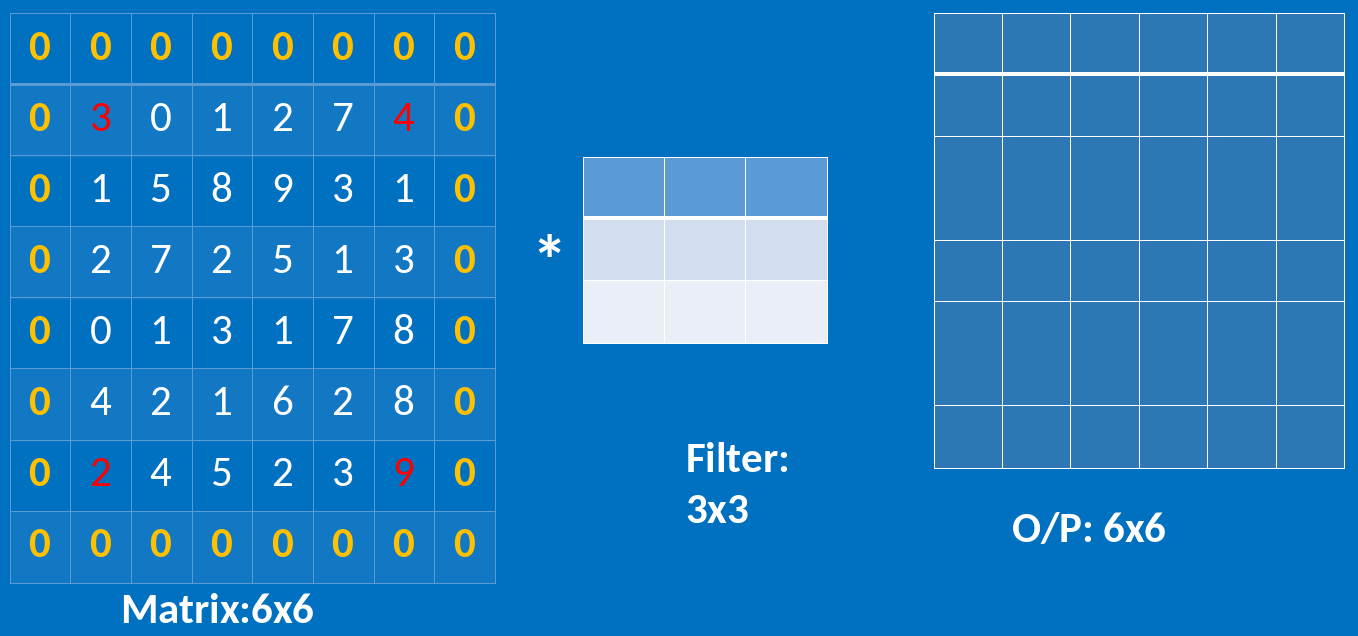 0 0 0 0 0 0 0 0
0 3 0 1 2 7 4 0
0 1 5 8 9 3 1 0
0 2 7 2 5 1 3 0
0 0 1 3 1 7 8 0
0 4 2 1 6 2 8 0
0 2 4 5 2 3 9 0
0 0 0 0 0 0 0 0
Matrix:6x6
*
Filter:
3x3
O/P: 6x6